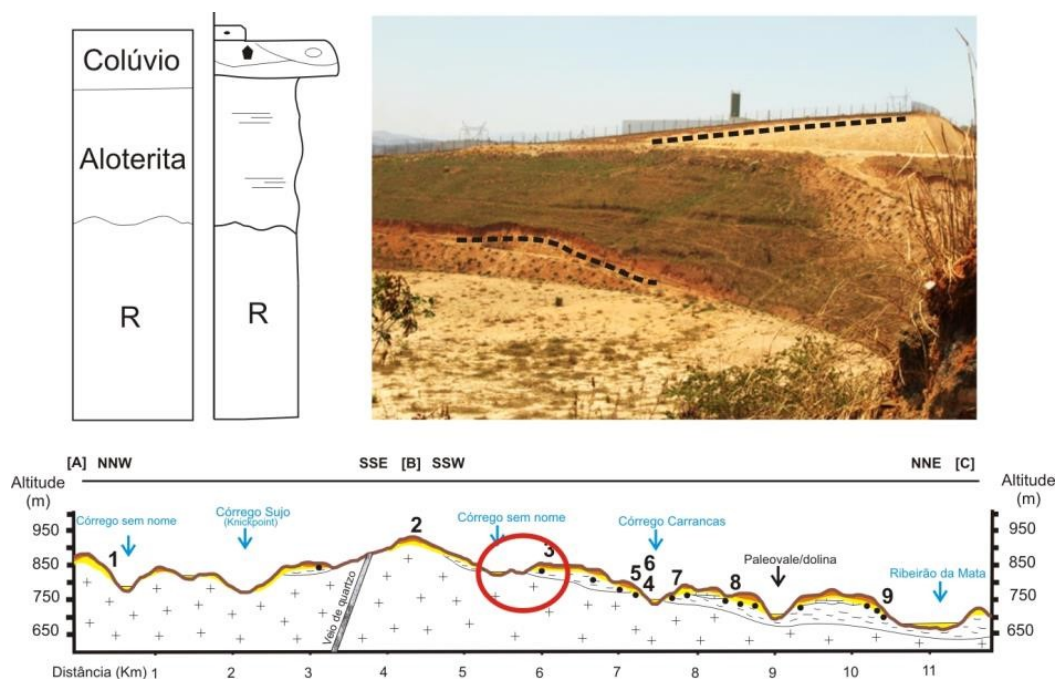 Colúvio
Aloterita
R
R
[A] NNW SSE [B] SSW NNE [C]
Altitude (m)
Altitude (m)
950
850
750
650
950
850
750
650
Córrego sem nome
Córrego Sujo
(Knickpoint)
Córrego sem nome
Córrego Carrancas
Paleovale/dolina
Ribeirão da Mata
1
2
3
5
6
4
7
8
9
Veio de quartzo
Distância (Km) 1 2 3 4 5 6 7 8 9 10 11